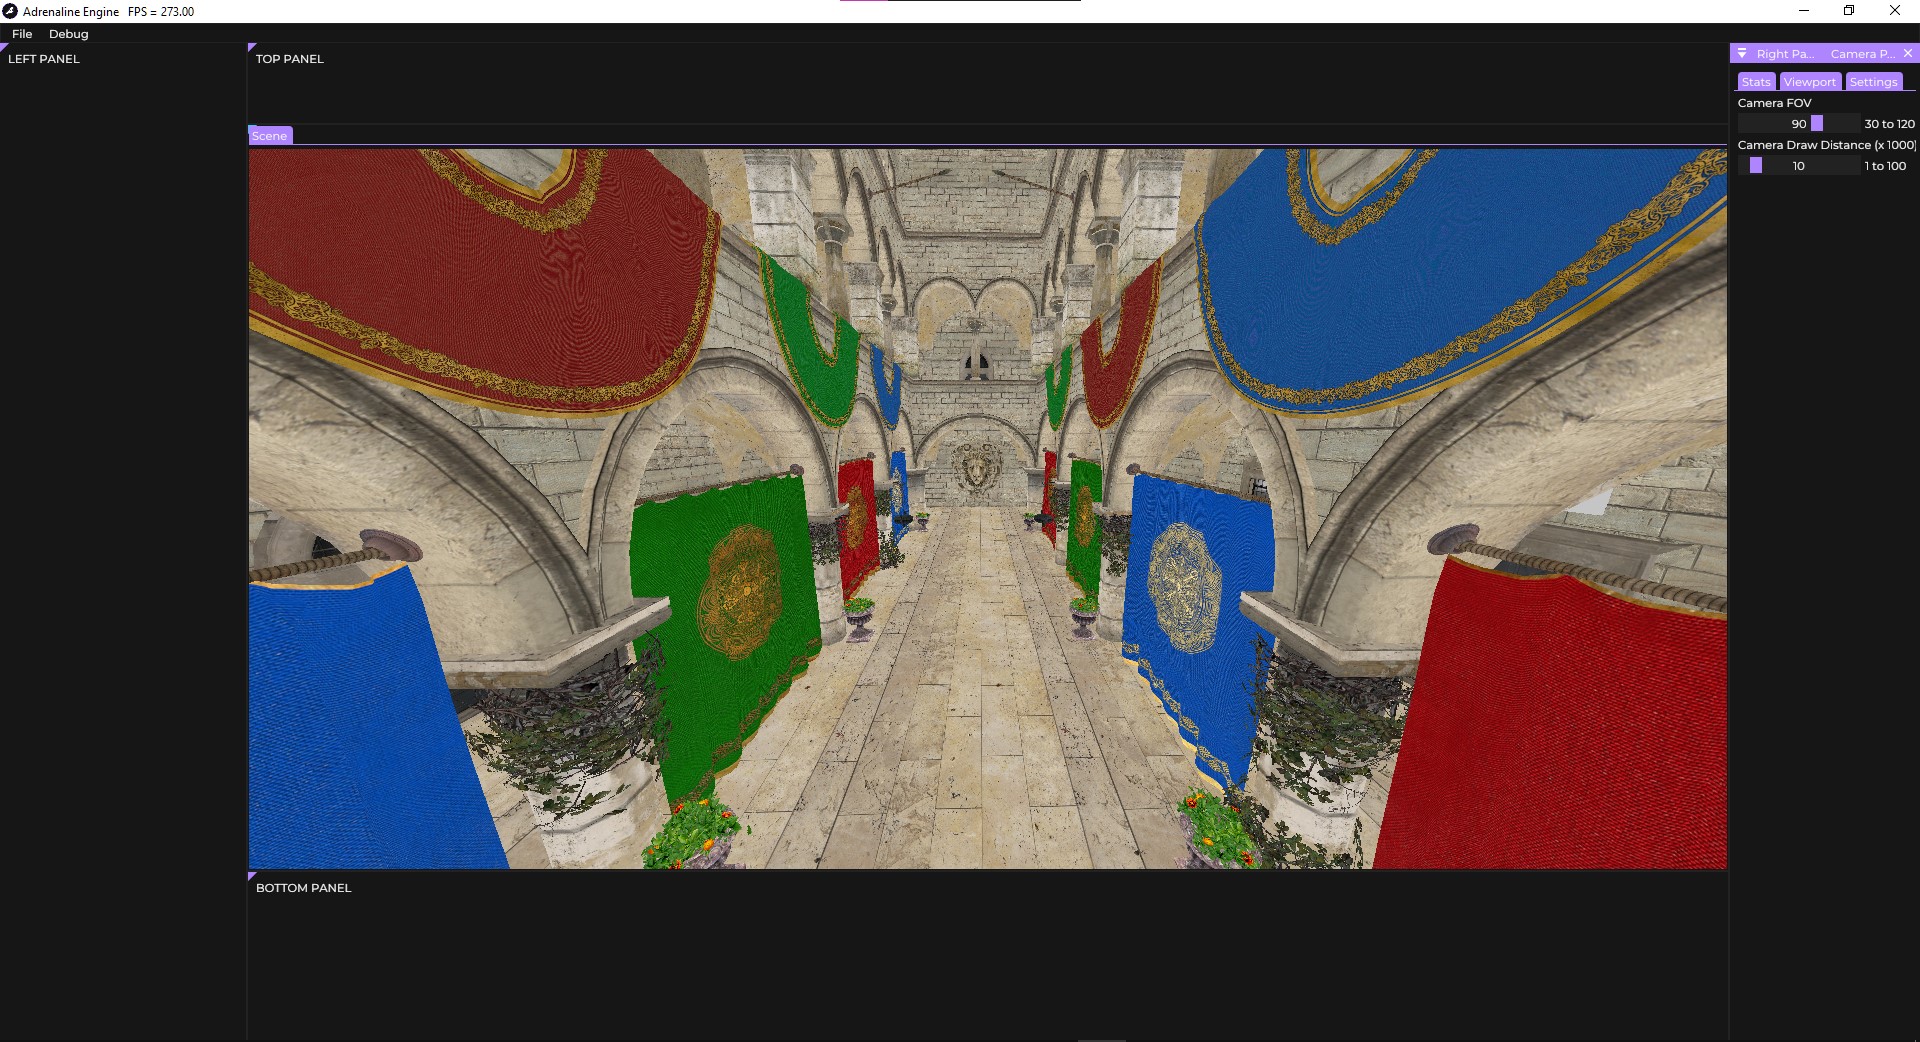 Adrenaline Engine FPS = 273.00
File Debug
LEFT PANEL
TOP PANEL
Right Pa... Camera P...
Stats Viewport Settings
Camera FOV
90 30 to 120
Camera Draw Distance (x 1000)
10 1 to 100
Scene
BOTTOM PANEL